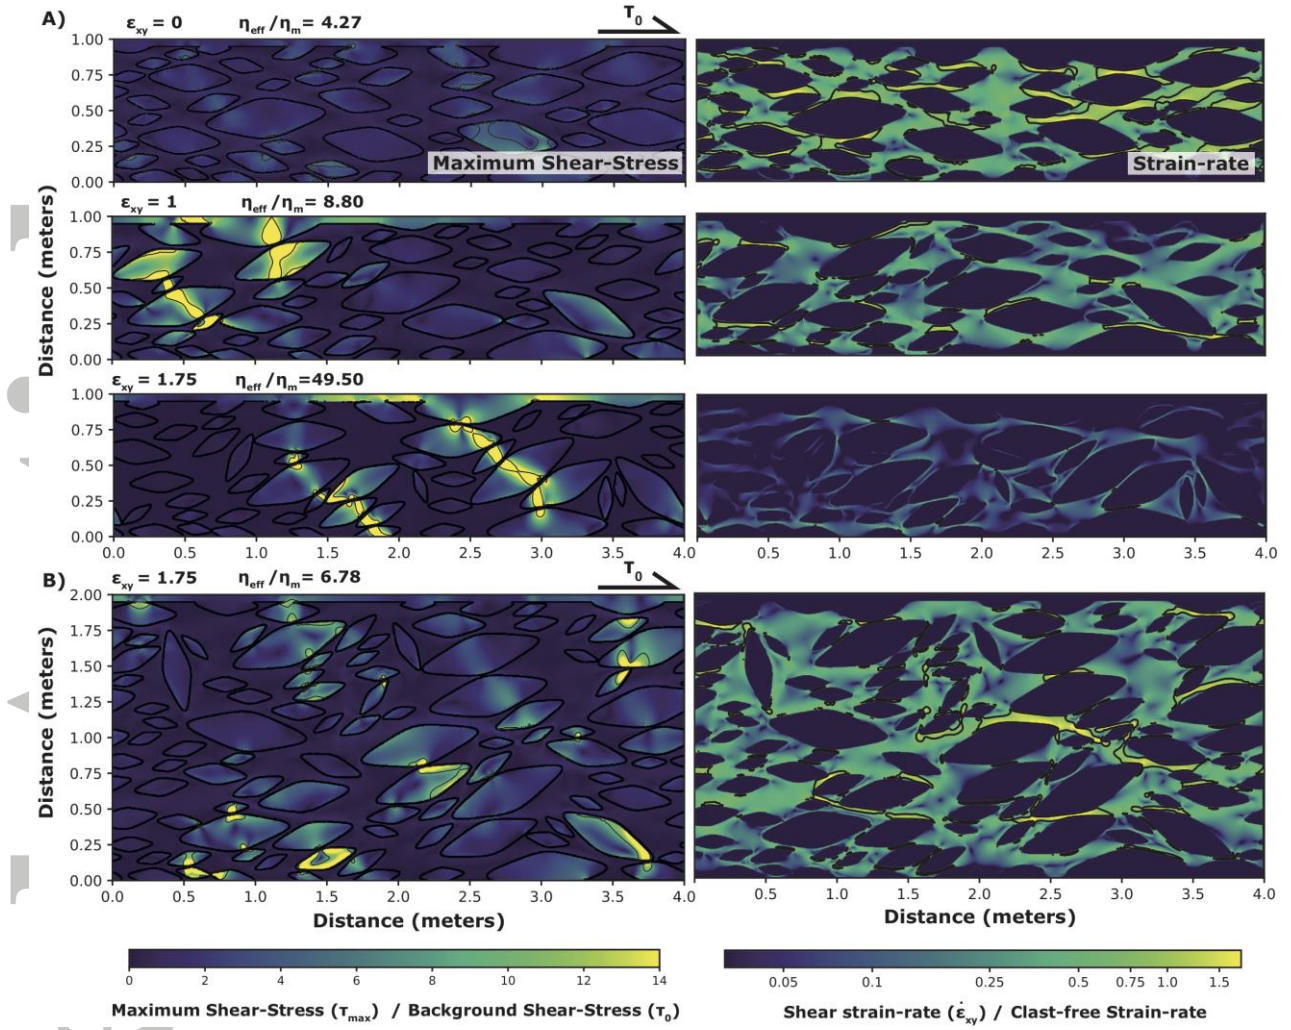 A)
ε_xy = 0 η_eff/η_m = 4.27 T_0
1.00
0.75
0.50
0.25
0.00
Maximum Shear-Stress
Strain-rate
ε_xy = 1 η_eff/η_m = 8.80
1.00
0.75
0.50
0.25
0.00
Distance (meters)
ε_xy = 1.75 η_eff/η_m =49.50
1.00
0.75
0.50
0.25
0.00
0.0 0.5 1.0 1.5 2.0 2.5 3.0 3.5 4.0
0.5 1.0 1.5 2.0 2.5 3.0 3.5 4.0
B)
ε_xy = 1.75 η_eff/η_m = 6.78 T_0
2.00
1.75
1.50
1.25
1.00
0.75
0.50
0.25
0.00
Distance (meters)
0.0 0.5 1.0 1.5 2.0 2.5 3.0 3.5 4.0
0.5 1.0 1.5 2.0 2.5 3.0 3.5 4.0
Distance (meters)
Distance (meters)
0 2 4 6 8 10 12 14
Maximum Shear-Stress (τ_max) / Background Shear-Stress (τ_0)
0.05 0.1 0.25 0.5 0.75 1.0 1.5
Shear strain-rate (ε̇_xy) / Clast-free Strain-rate